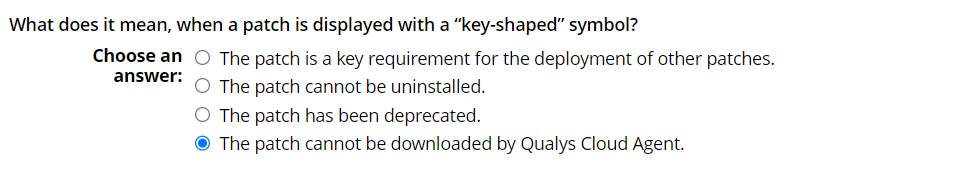 What does it mean, when a patch is displayed with a “key-shaped” symbol?
Choose an answer:
The patch is a key requirement for the deployment of other patches.
The patch cannot be uninstalled.
The patch has been deprecated.
The patch cannot be downloaded by Qualys Cloud Agent.